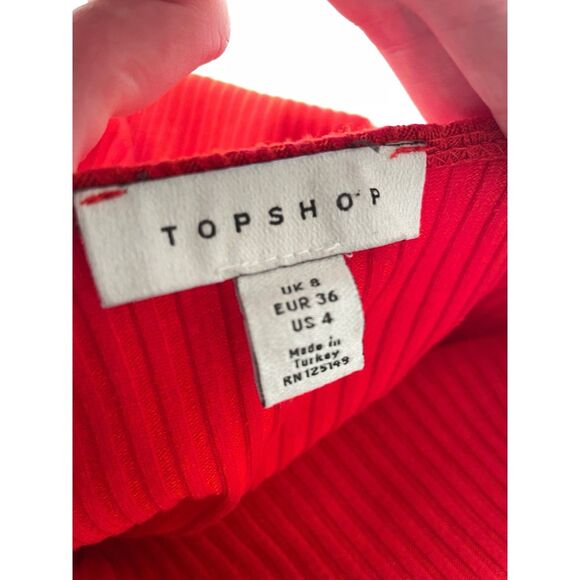 TOPSHOP
UK 8
EUR 36
US 4
Made in
Turkey
RN 125149